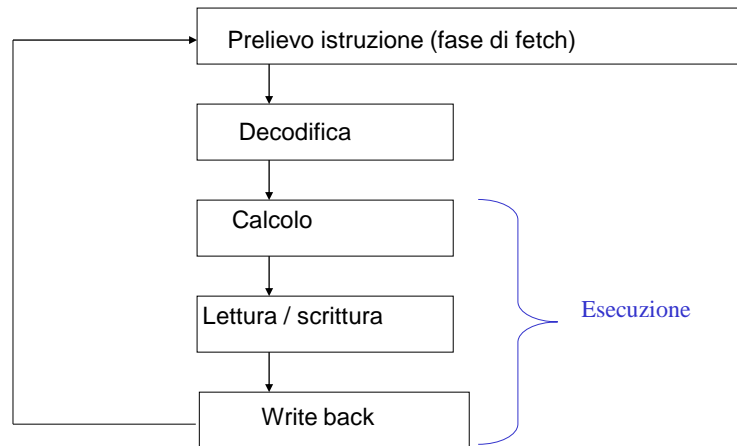 Prelievo istruzione (fase di fetch)
Decodifica
Calcolo
Lettura / scrittura
Esecuzione
Write back